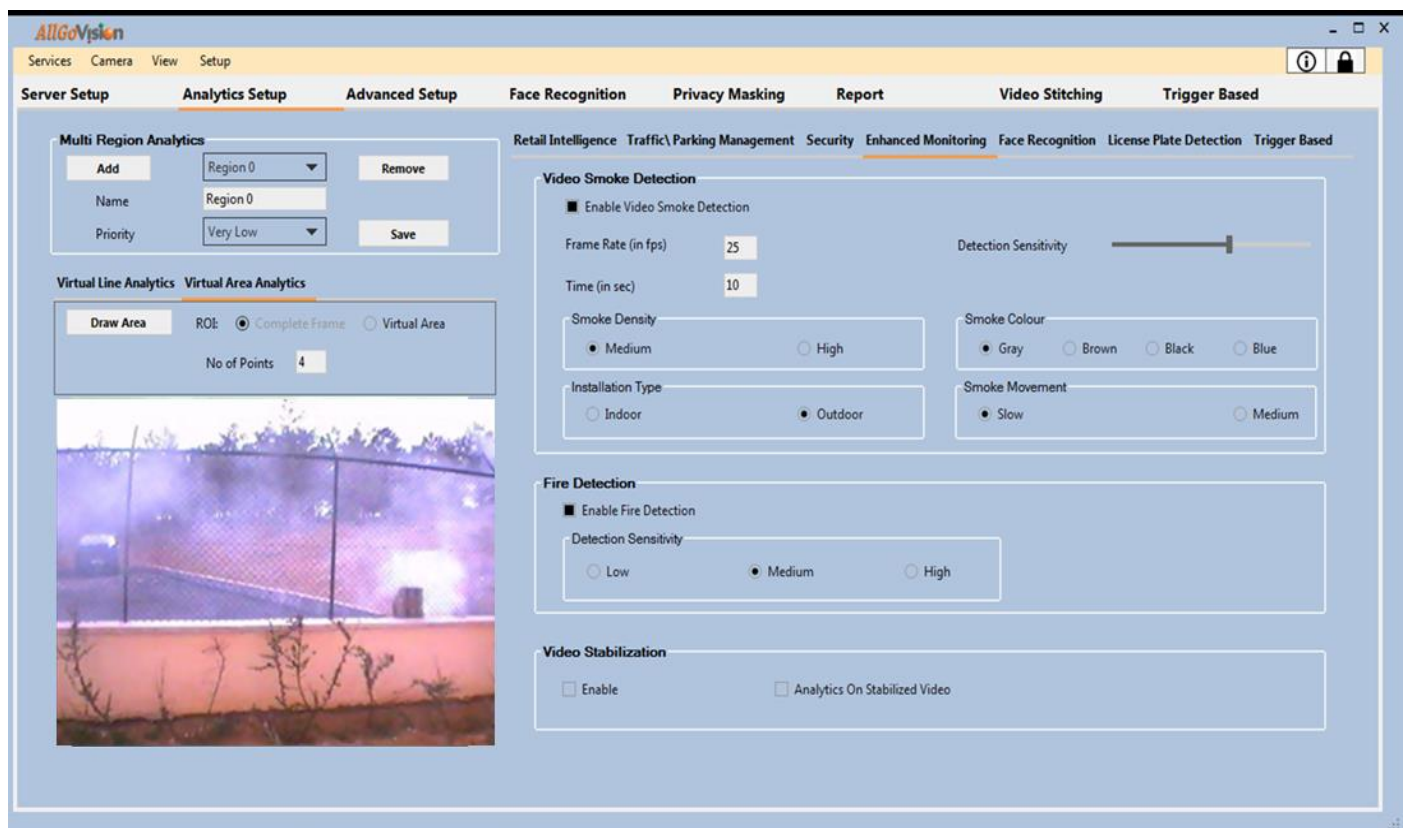 AllGoVision
Services Camera View Setup
Server Setup Analytics Setup Advanced Setup Face Recognition Privacy Masking Report Video Stitching Trigger Based
Multi Region Analytics
Add Region 0 Remove
Name Region 0
Priority Very Low Save
Virtual Line Analytics Virtual Area Analytics
Draw Area ROI: Complete Frame Virtual Area
No of Points 4
Retail Intelligence Traffic\ Parking Management Security Enhanced Monitoring Face Recognition License Plate Detection Trigger Based
Video Smoke Detection
Enable Video Smoke Detection
Frame Rate (in fps) 25 Detection Sensitivity
Time (in sec) 10
Smoke Density
Medium High
Smoke Colour
Gray Brown Black Blue
Installation Type
Indoor Outdoor
Smoke Movement
Slow Medium
Fire Detection
Enable Fire Detection
Detection Sensitivity
Low Medium High
Video Stabilization
Enable Analytics On Stabilized Video